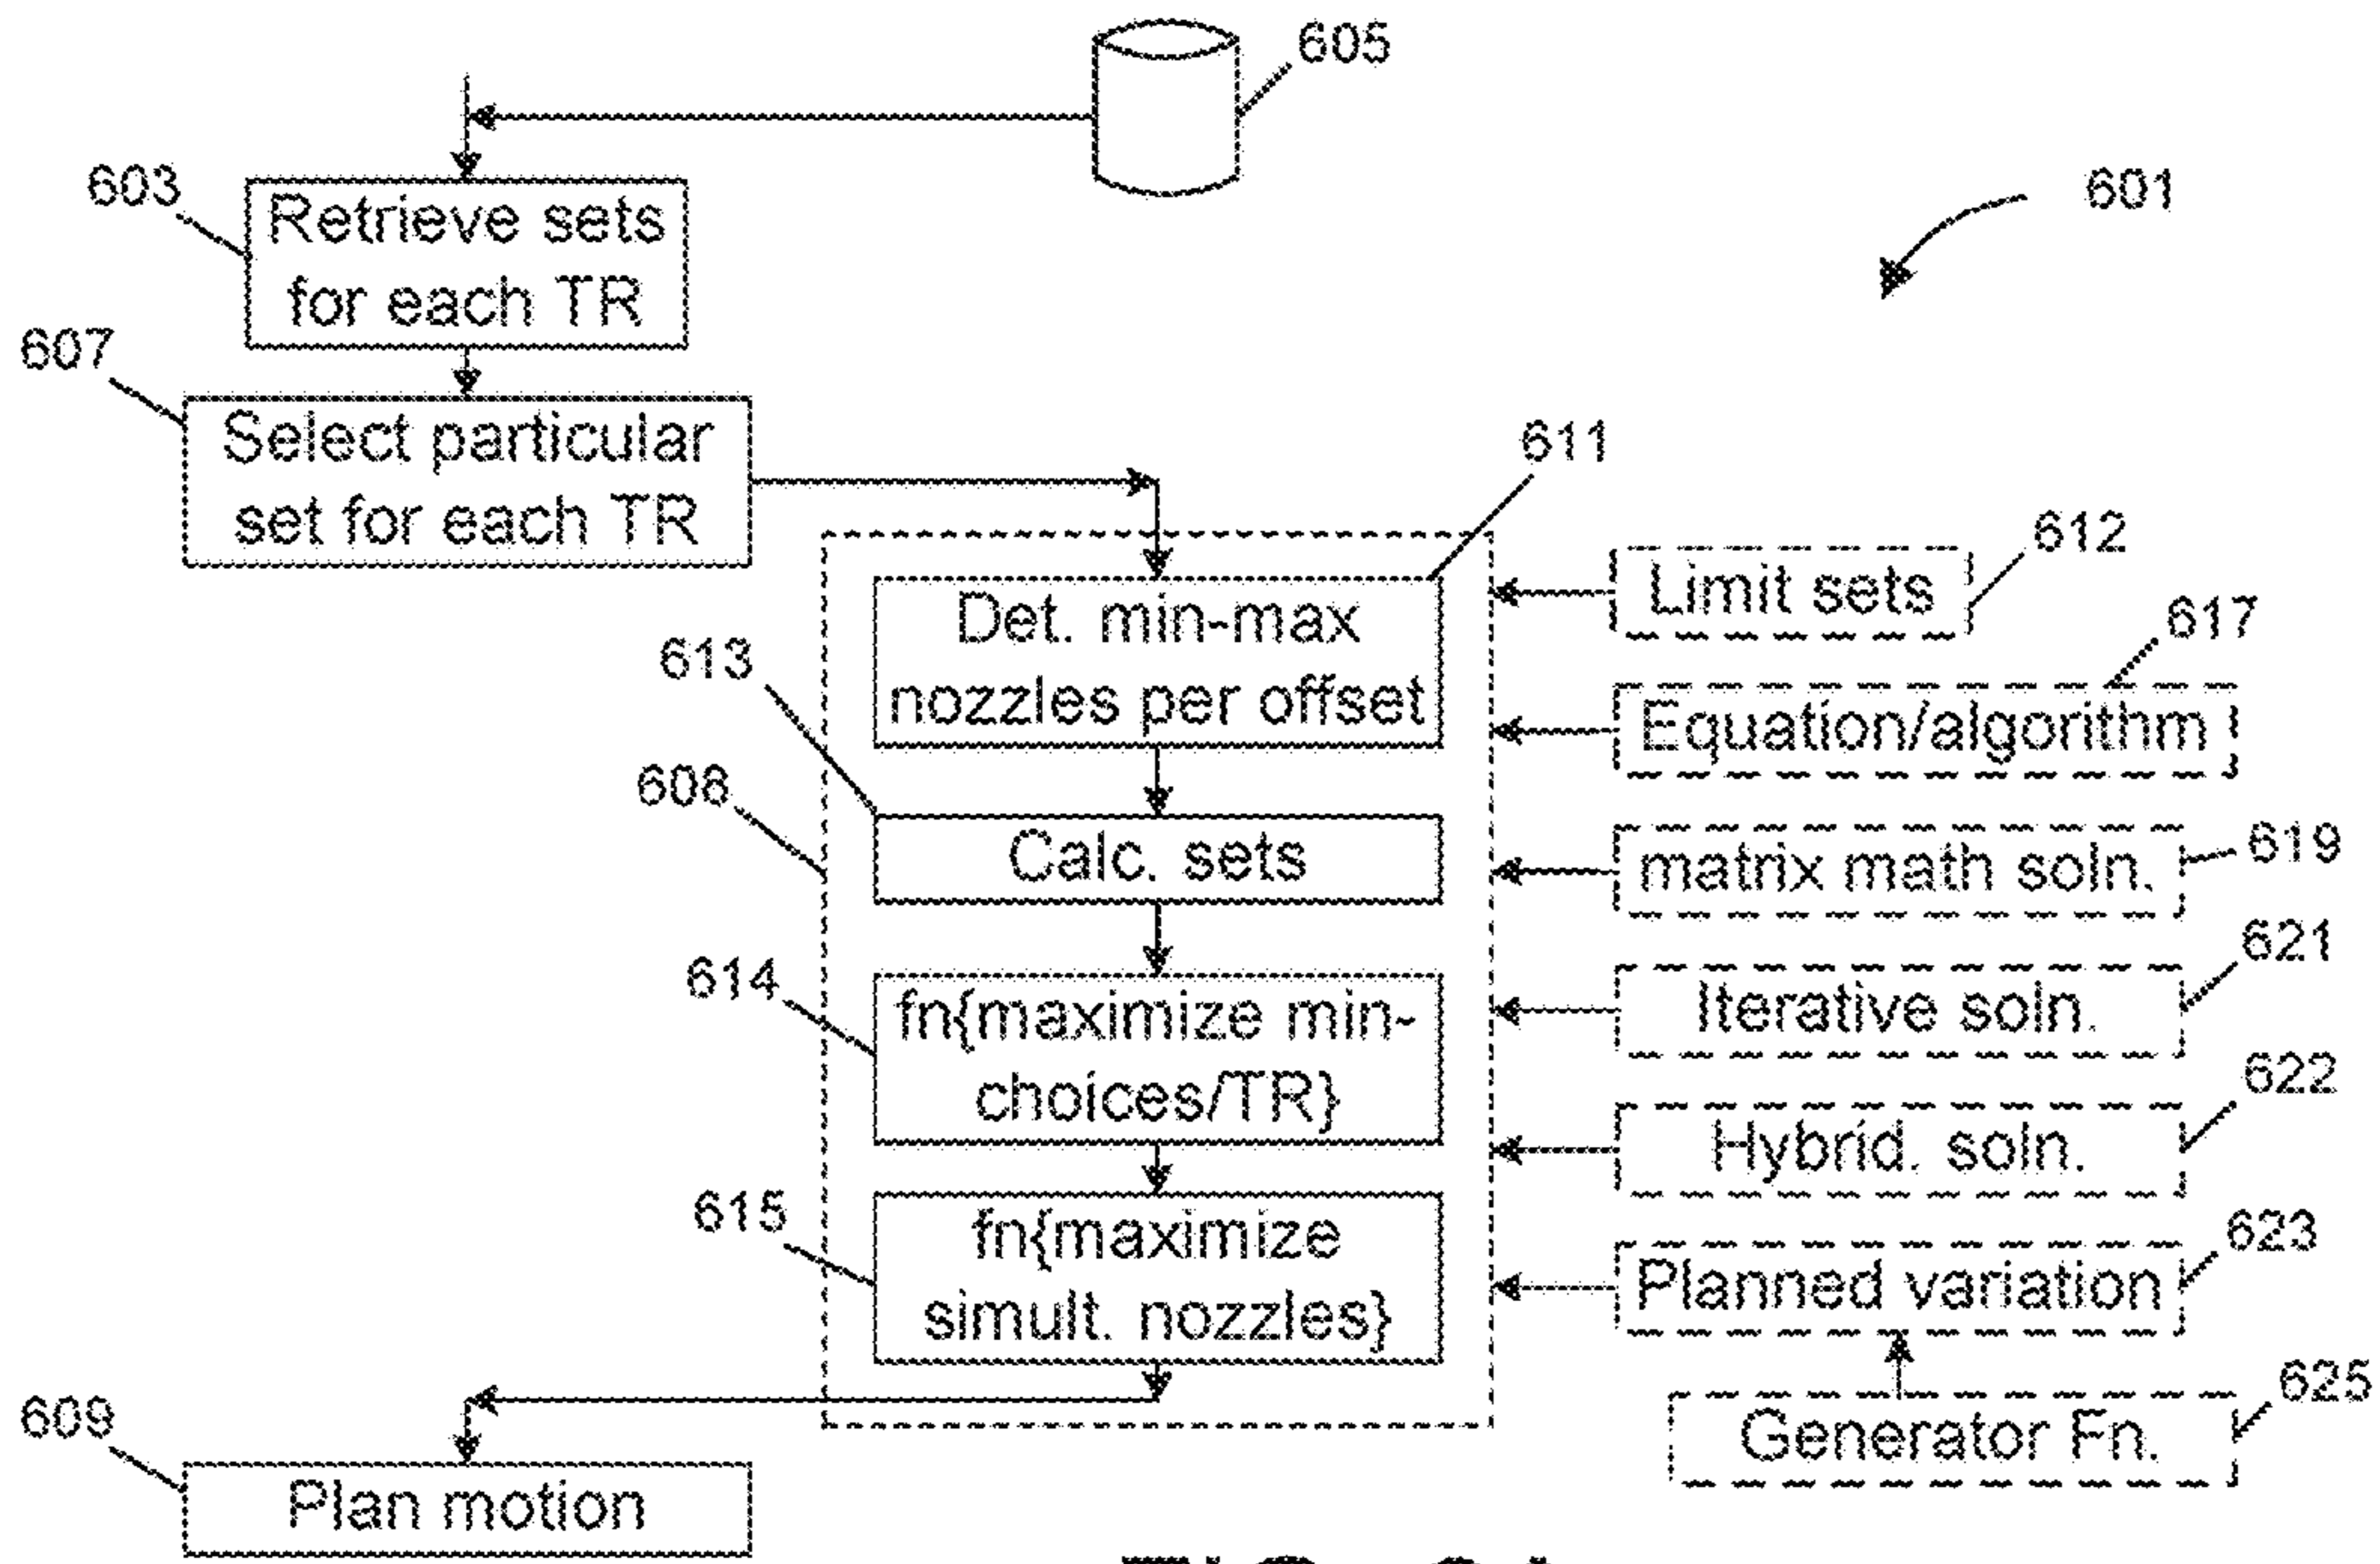 605
601
603
Retrieve sets
for each TR
607
Select particular
set for each TR
611
Det. min-max
nozzles per offset
612
Limit sets
617
Equation/algorithm
613
608
Calc. sets
619
matrix math soln.
621
Iterative soln.
614
fn{maximize min-
choices/TR}
622
Hybrid. soln.
615
fn{maximize
simult. nozzles}
623
Planned variation
625
Generator Fn.
609
Plan motion